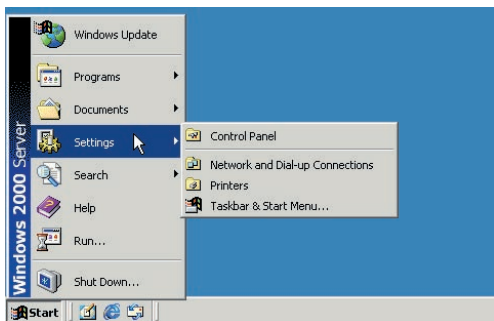 Windows Update
Programs
Documents
Settings
Search
Help
Run...
Shut Down...
Windows 2000 Server
Control Panel
Network and Dial-up Connections
Printers
Taskbar & Start Menu...
Start